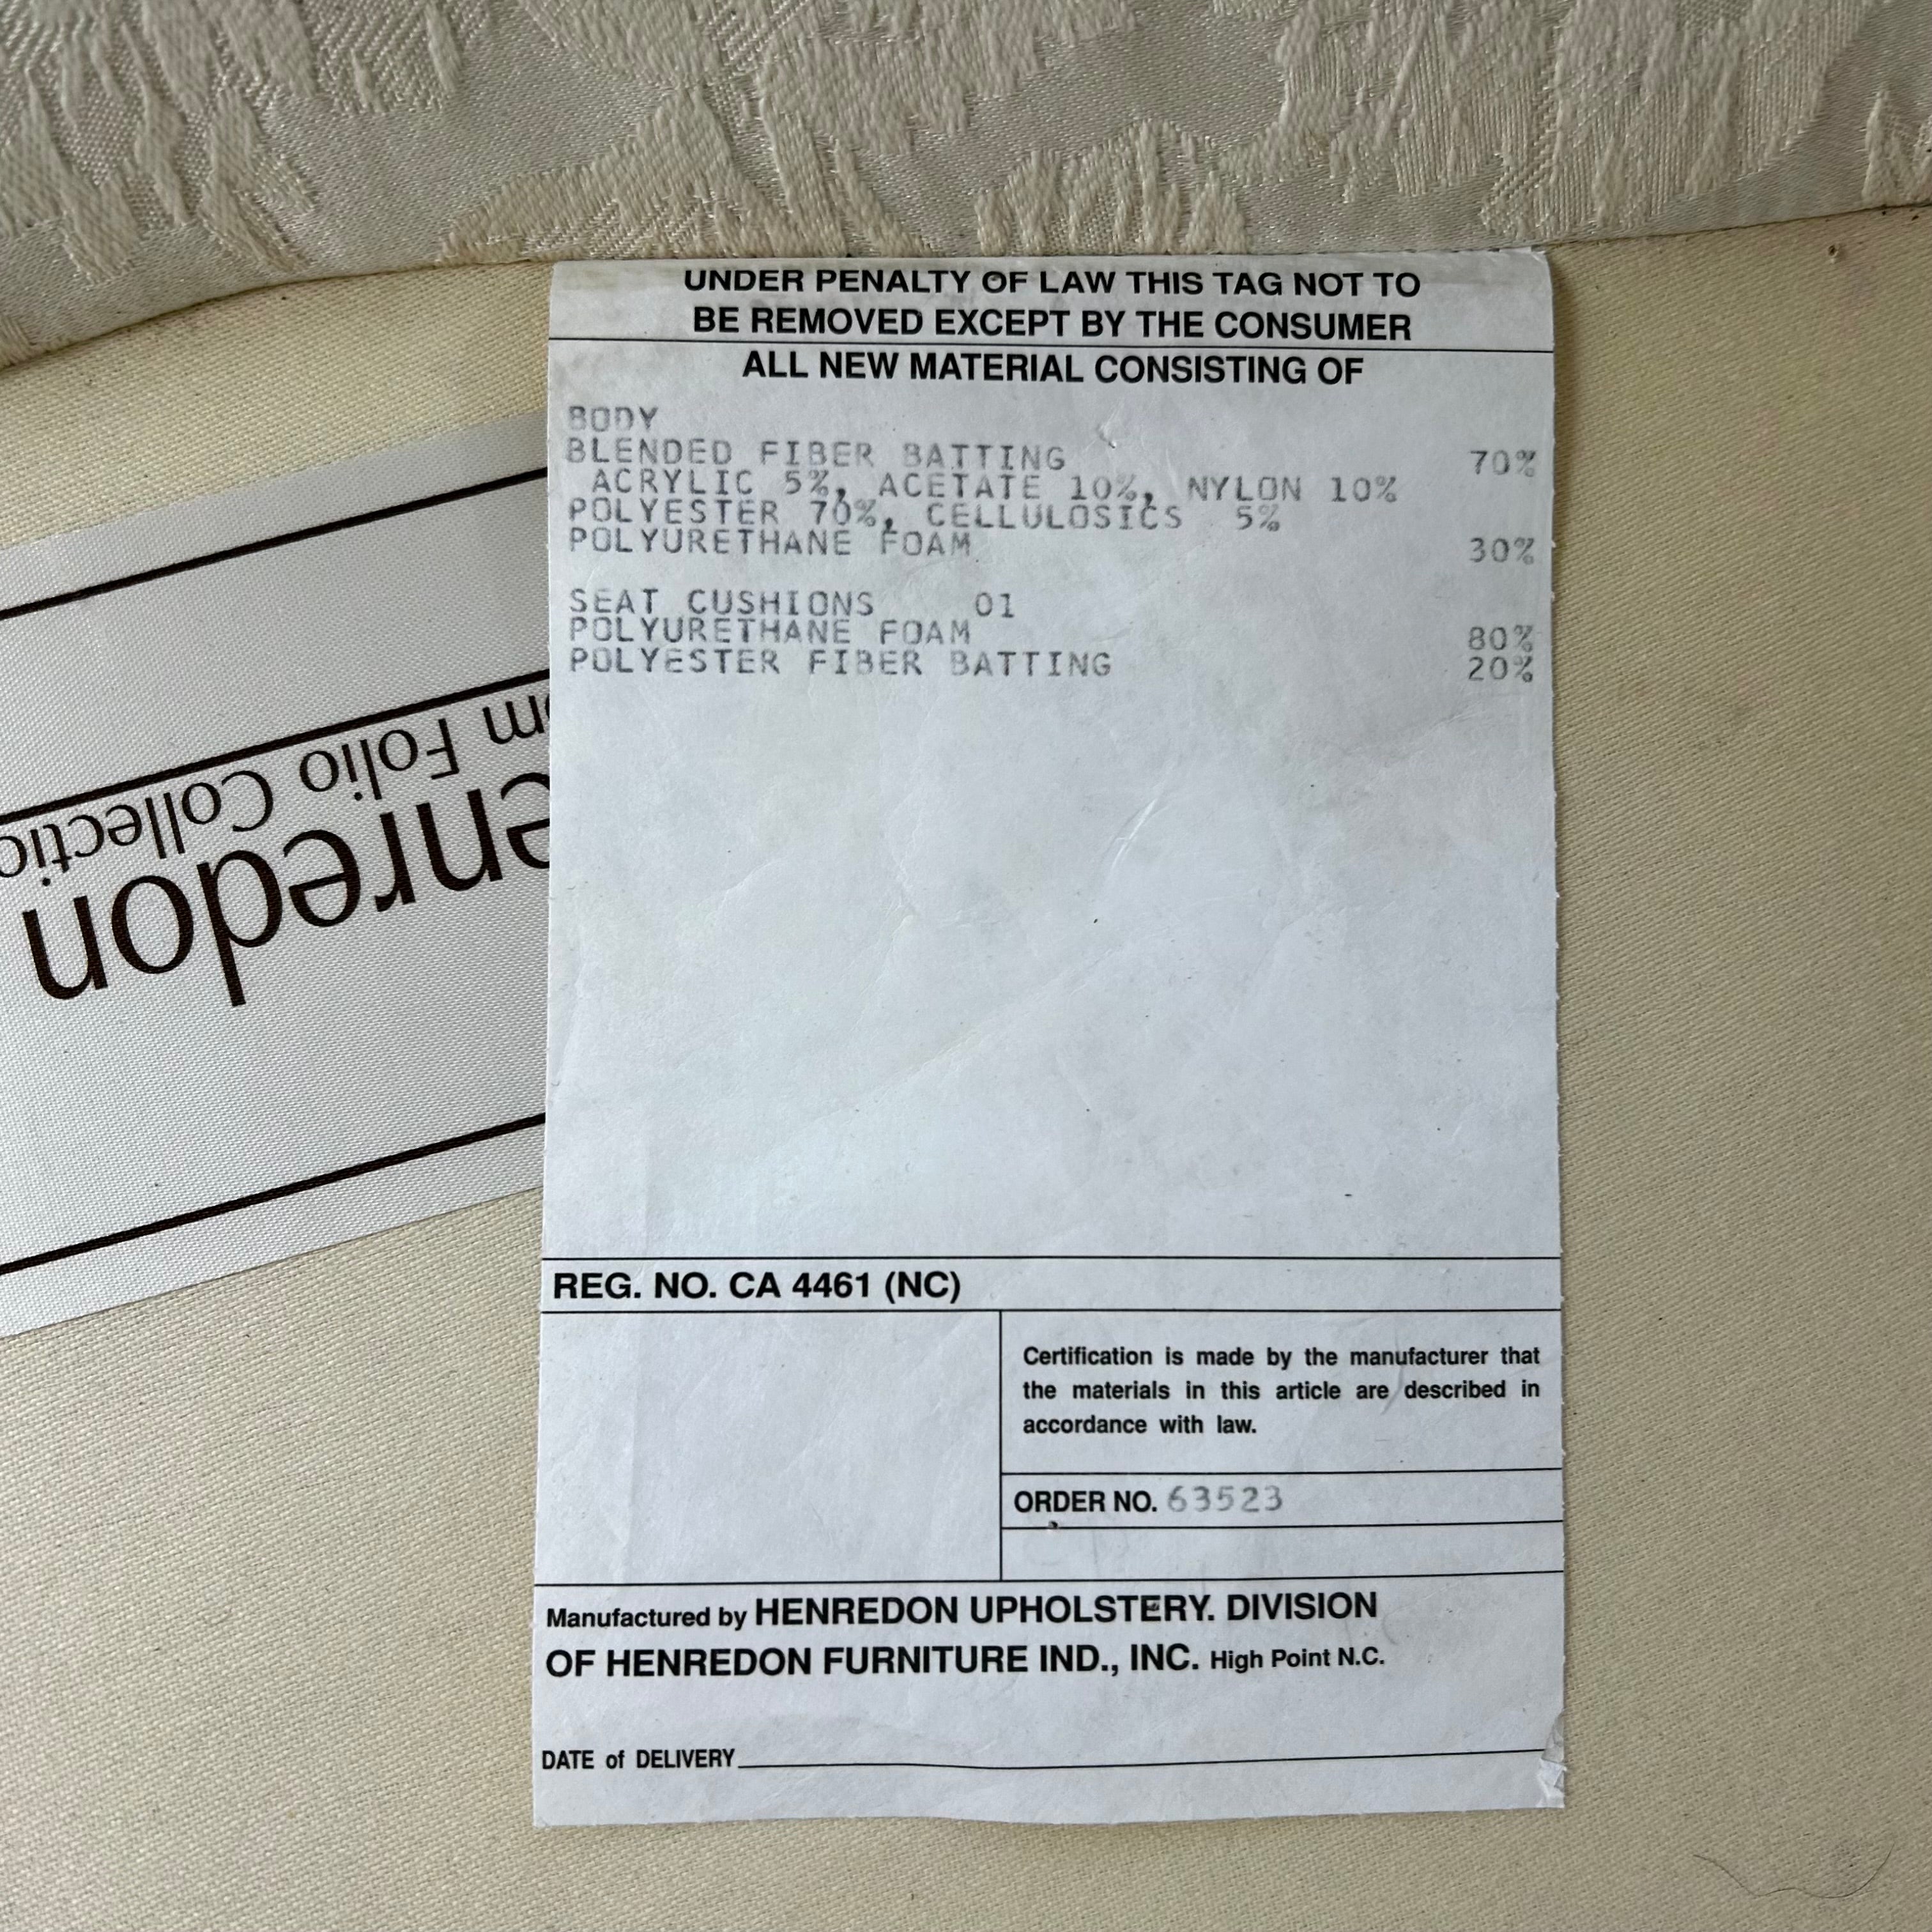 UNDER PENALTY OF LAW THIS TAG NOT TO
BE REMOVED EXCEPT BY THE CONSUMER
ALL NEW MATERIAL CONSISTING OF
BODY
BLENDED FIBER BATTING 70%
ACRYLIC 5%, ACETATE 10%, NYLON 10%
POLYESTER 70%, CELLULOSICS 5%
POLYURETHANE FOAM 30%
SEAT CUSHIONS 01
POLYURETHANE FOAM 80%
POLYESTER FIBER BATTING 20%
REG. NO. CA 4461 (NC)
Certification is made by the manufacturer that
the materials in this article are described in
accordance with law.
ORDER NO. 63523
Manufactured by HENREDON UPHOLSTERY. DIVISION
OF HENREDON FURNITURE IND., INC. High Point N.C.
DATE of DELIVERY
enredon
om Folio Collectio